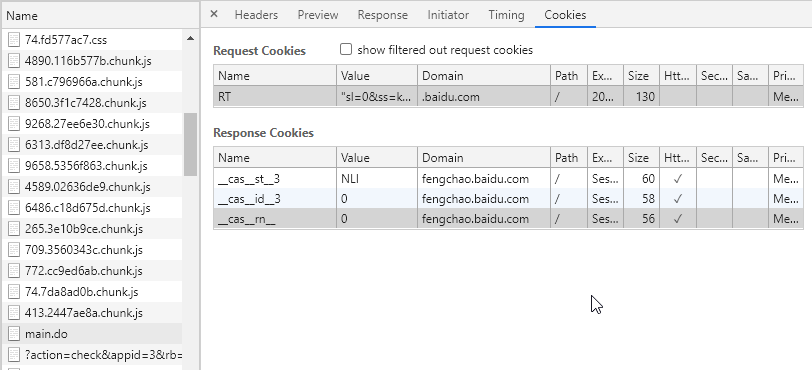 Name
74.fd577ac7.css
4890.116b577b.chunk.js
581.c796966a.chunk.js
8650.3f1c7428.chunk.js
9268.27ee6e30.chunk.js
6313.df8d27ee.chunk.js
9658.5356f863.chunk.js
4589.02636de9.chunk.js
6486.c18d675d.chunk.js
265.3e10b9ce.chunk.js
709.3560343c.chunk.js
772.cc9ed6ab.chunk.js
74.7da8ad0b.chunk.js
413.2447ae8a.chunk.js
main.do
?action=check&appid=3&rb=
× Headers Preview Response Initiator Timing Cookies
Request Cookies show filtered out request cookies
Name Value Domain Path Ex... Size Htt... Sec... Sa... Pri...
RT "sl=0&ss=k... .baidu.com / 20... 130 Me...
Response Cookies
Name Value Domain Path Ex... Size Htt... Sec... Sa... Pri...
__cas__st__3 NLI fengchao.baidu.com / Ses... 60 ✓ Me...
__cas__id__3 0 fengchao.baidu.com / Ses... 58 ✓ Me...
__cas__rn__ 0 fengchao.baidu.com / Ses... 56 ✓ Me...